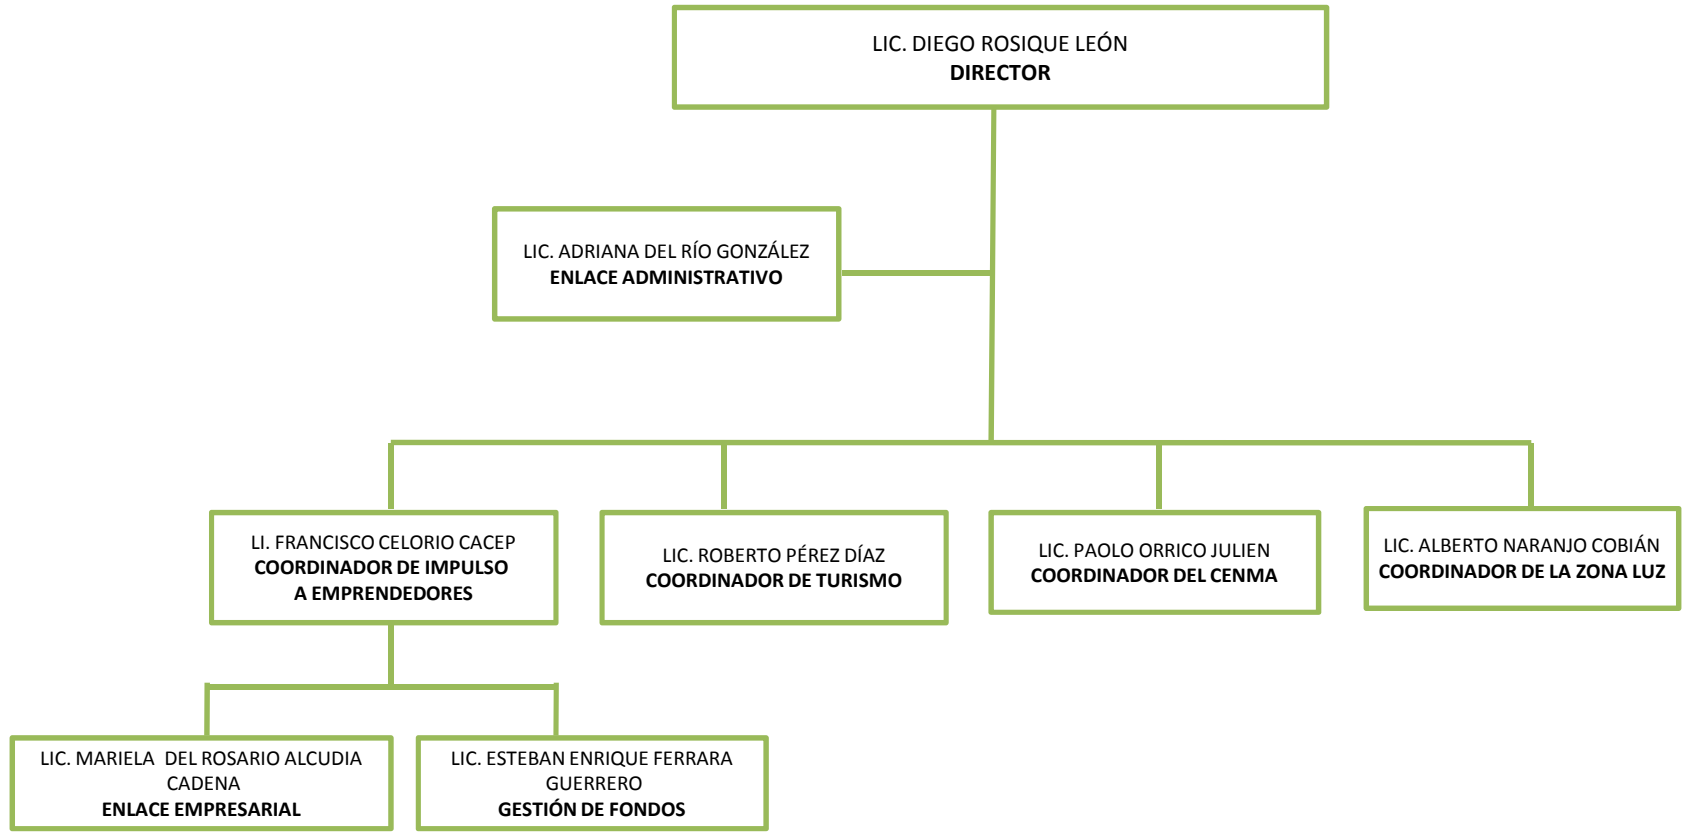 LIC. DIEGO ROSIQUE LEÓN
DIRECTOR
LIC. ADRIANA DEL RÍO GONZÁLEZ
ENLACE ADMINISTRATIVO
LI. FRANCISCO CELORIO CACEP
COORDINADOR DE IMPULSO
A EMPRENDEDORES
LIC. ROBERTO PÉREZ DÍAZ
COORDINADOR DE TURISMO
LIC. PAOLO ORRICO JULIEN
COORDINADOR DEL CENMA
LIC. ALBERTO NARANJO COBIÁN
COORDINADOR DE LA ZONA LUZ
LIC. MARIELA  DEL ROSARIO ALCUDIA
CADENA
ENLACE EMPRESARIAL
LIC. ESTEBAN ENRIQUE FERRARA
GUERRERO
GESTIÓN DE FONDOS